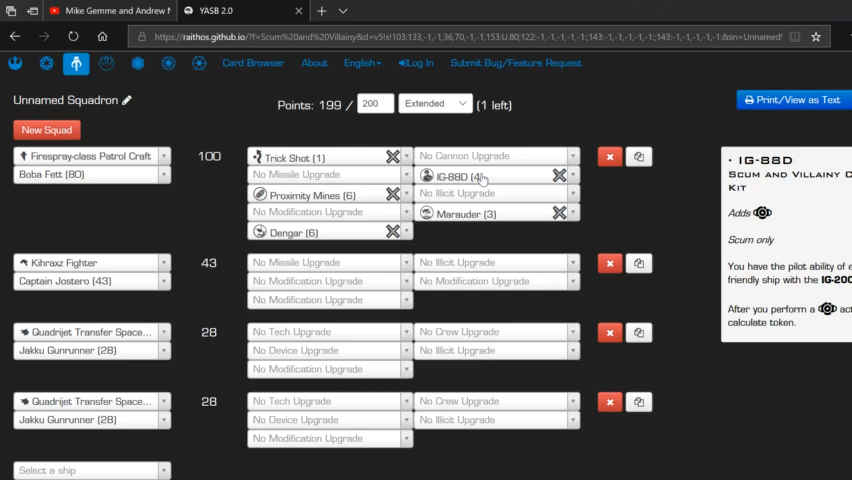 Mike Gemme and Andrew
YASB 2.0
https://raithos.github.io/?f=Scum%20and%20Villainy&d=v5!s!103:133,-1,-1,36,70,-1,-1,153:U.80;122:-1,-1,-1,-1,-1:;143:-1,-1,-1,-1,-1:;143:-1,-1,-1,-1,-1:&sn=Unnamed
Card Browser About English Log In Submit Bug/Feature Request
Unnamed Squadron
Points: 199 / 200 Extended (1 left)
Print/View as Text
New Squad
Firespray-class Patrol Craft 100 Trick Shot (1) No Cannon Upgrade
Boba Fett (80) No Missile Upgrade IG-88D (4)
Proximity Mines (6) No Illicit Upgrade
No Modification Upgrade Marauder (3)
Dengar (6)
Kihraxz Fighter 43 No Missile Upgrade No Illicit Upgrade
Captain Jostero (43) No Modification Upgrade No Modification Upgrade
No Modification Upgrade
Quadrijet Transfer Space... 28 No Tech Upgrade No Crew Upgrade
Jakku Gunrunner (28) No Device Upgrade No Illicit Upgrade
No Modification Upgrade
Quadrijet Transfer Space... 28 No Tech Upgrade No Crew Upgrade
Jakku Gunrunner (28) No Device Upgrade No Illicit Upgrade
No Modification Upgrade
Select a ship
· IG-88D
Scum and Villainy C
Kit
Adds
Scum only
You have the pilot ability of e
friendly ship with the IG-200
After you perform a act
calculate token.